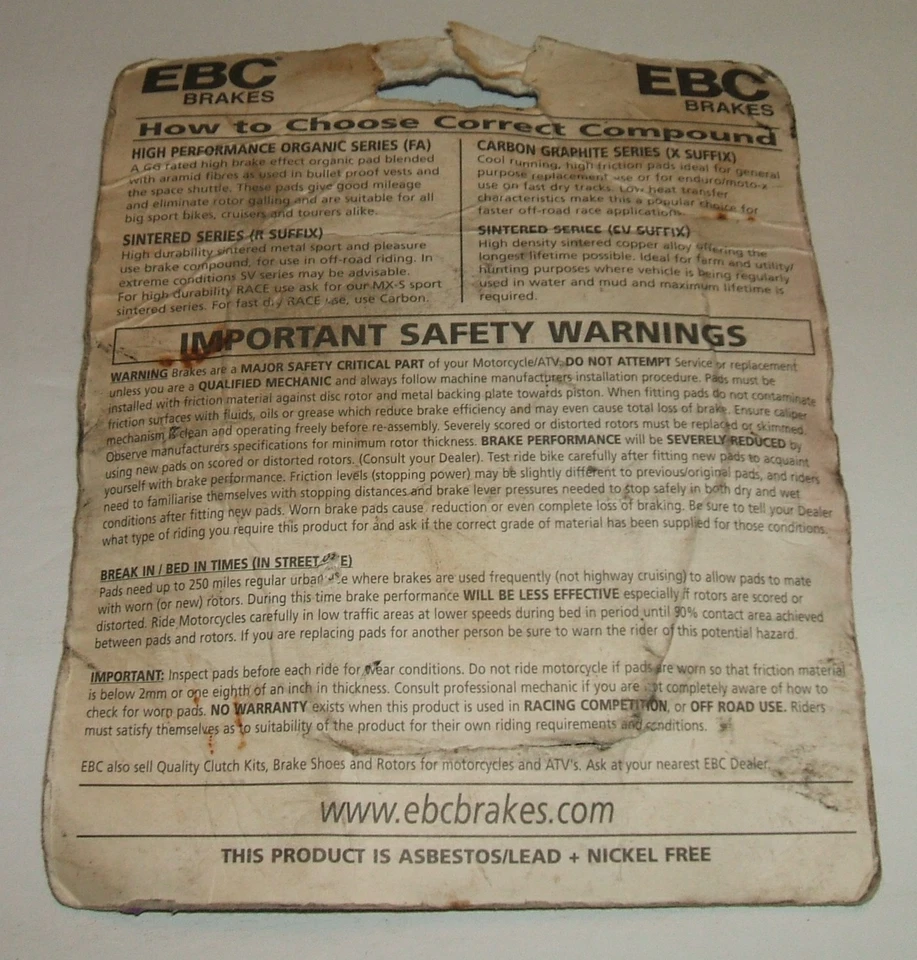 EBC BRAKES
EBC BRAKES
How to Choose Correct Compound
HIGH PERFORMANCE ORGANIC SERIES (FA)
A GG rated high brake effect organic pad blended
with aramid fibres as used in bullet proof vests and
the space shuttle. These pads give good mileage
and eliminate rotor galling and are suitable for all
big sport bikes, cruisers and tourers alike.
SINTERED SERIES (R SUFFIX)
High durability sintered metal sport and pleasure
use brake compound, for use in off-road riding. In
extreme conditions SV series may be advisable.
For high durability RACE use ask for our MX-S sport
sintered series. For fast dry RACE use, use Carbon.
CARBON GRAPHITE SERIES (X SUFFIX)
Cool running, high friction pads ideal for general
purpose replacement use or for enduro/moto-x
use on fast dry tracks. Low heat transfer
characteristics make this a popular choice for
faster off-road race applications.
SINTERED SERIES (SV SUFFIX)
High density sintered copper alloy offering the
longest lifetime possible. Ideal for farm and utility/
hunting purposes where vehicle is being regularly
used in water and mud and maximum lifetime is
required.
IMPORTANT SAFETY WARNINGS
WARNING Brakes are a MAJOR SAFETY CRITICAL PART of your Motorcycle/ATV. DO NOT ATTEMPT Service or replacement
unless you are a QUALIFIED MECHANIC and always follow machine manufacturers installation procedure. Pads must be
installed with friction material against disc rotor and metal backing plate towards piston. When fitting pads do not contaminate
friction surfaces with fluids, oils or grease which reduce brake efficiency and may even cause total loss of brake. Ensure caliper
mechanism is clean and operating freely before re-assembly. Severely scored or distorted rotors must be replaced or skimmed.
Observe manufacturers specifications for minimum rotor thickness. BRAKE PERFORMANCE will be SEVERELY REDUCED by
using new pads on scored or distorted rotors. (Consult your Dealer). Test ride bike carefully after fitting new pads to acquaint
yourself with brake performance. Friction levels (stopping power) may be slightly different to previous/original pads, and riders
need to familiarise themselves with stopping distances and brake lever pressures needed to stop safely in both dry and wet
conditions after fitting new pads. Worn brake pads cause reduction or even complete loss of braking. Be sure to tell your Dealer
what type of riding you require this product for and ask if the correct grade of material has been supplied for those conditions.
BREAK IN / BED IN TIMES (IN STREET USE)
Pads need up to 250 miles regular urban use where brakes are used frequently (not highway cruising) to allow pads to mate
with worn (or new) rotors. During this time brake performance WILL BE LESS EFFECTIVE especially if rotors are scored or
distorted. Ride Motorcycles carefully in low traffic areas at lower speeds during bed in period until 90% contact area achieved
between pads and rotors. If you are replacing pads for another person be sure to warn the rider of this potential hazard.
IMPORTANT: Inspect pads before each ride for wear conditions. Do not ride motorcycle if pads are worn so that friction material
is below 2mm or one eighth of an inch in thickness. Consult professional mechanic if you are not completely aware of how to
check for worn pads. NO WARRANTY exists when this product is used in RACING COMPETITION, or OFF ROAD USE. Riders
must satisfy themselves as to suitability of the product for their own riding requirements and conditions.
EBC also sell Quality Clutch Kits, Brake Shoes and Rotors for motorcycles and ATV's. Ask at your nearest EBC Dealer.
www.ebcbrakes.com
THIS PRODUCT IS ASBESTOS/LEAD + NICKEL FREE